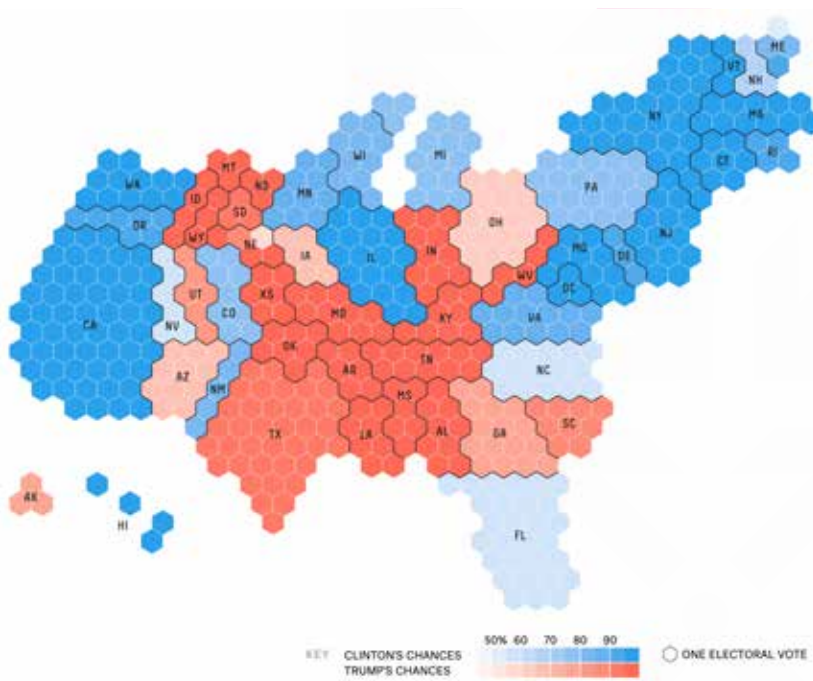 ME
VT
NH
NY
MG
WI
MI
CT
RI
MT
PA
WA
ND
MN
ID
SD
OH
OR
NJ
WY
NE
IA
IL
IN
MD
DE
WV
DC
KS
UT
CO
MO
KY
VA
CA
NV
OK
TN
AZ
AR
NC
NM
MS
TX
LA
AL
GA
SC
AK
HI
FL
50% 60 70 80 90
KEY CLINTON'S CHANCES
TRUMP'S CHANCES
ONE ELECTORAL VOTE